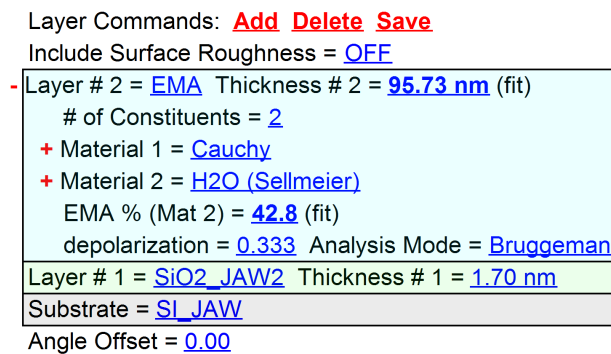 Layer Commands: Add Delete Save
Include Surface Roughness = OFF
- Layer # 2 = EMA Thickness # 2 = 95.73 nm (fit)
# of Constituents = 2
+ Material 1 = Cauchy
+ Material 2 = H2O (Sellmeier)
EMA % (Mat 2) = 42.8 (fit)
depolarization = 0.333 Analysis Mode = Bruggeman
Layer # 1 = SiO2_JAW2 Thickness # 1 = 1.70 nm
Substrate = SI_JAW
Angle Offset = 0.00